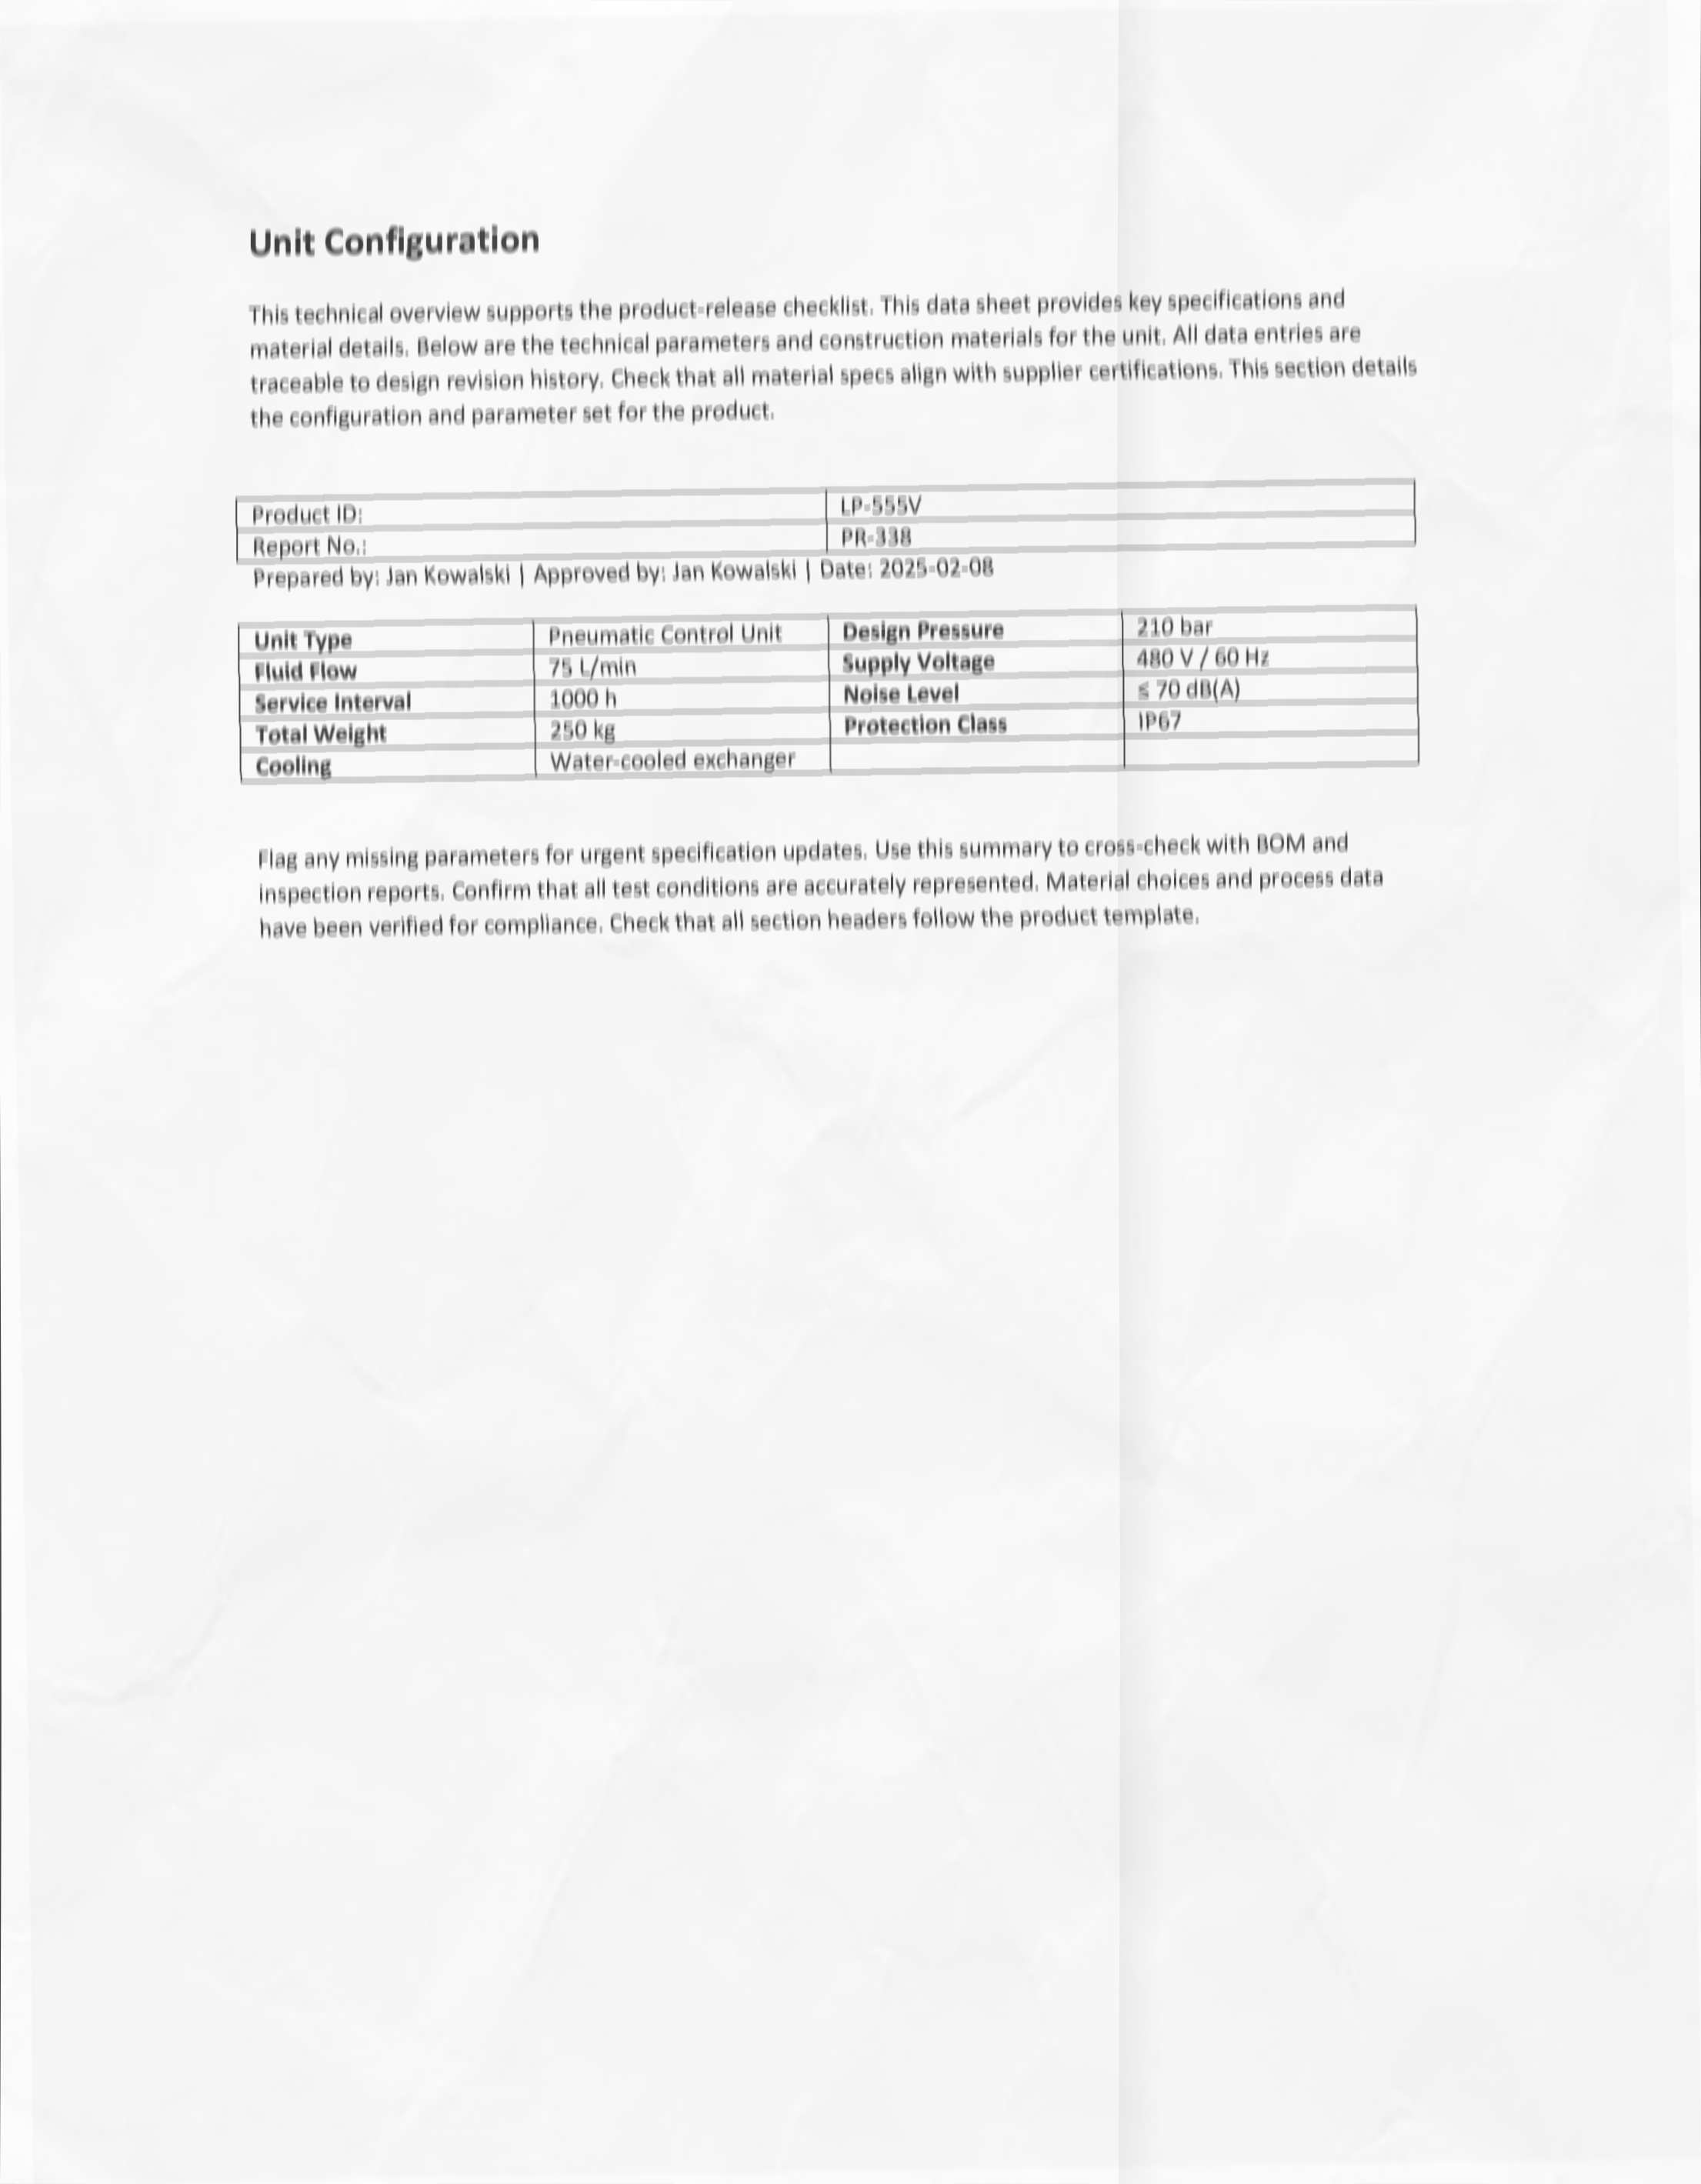 Unit Configuration
This technical overview supports the product-release checklist. This data sheet provides key specifications and
material details. Below are the technical parameters and construction materials for the unit. All data entries are
traceable to design revision history. Check that all material specs align with supplier certifications. This section details
the configuration and parameter set for the product.
Product ID: LP-555V
Report No.: PR-338
Prepared by: Jan Kowalski | Approved by: Jan Kowalski | Date: 2025-02-08
Unit Type Pneumatic Control Unit Design Pressure 210 bar
Fluid Flow 75 L/min Supply Voltage 480 V / 60 Hz
Service Interval 1000 h Noise Level ≤ 70 dB(A)
Total Weight 250 kg Protection Class IP67
Cooling Water-cooled exchanger
Flag any missing parameters for urgent specification updates. Use this summary to cross-check with BOM and
inspection reports. Confirm that all test conditions are accurately represented. Material choices and process data
have been verified for compliance. Check that all section headers follow the product template.